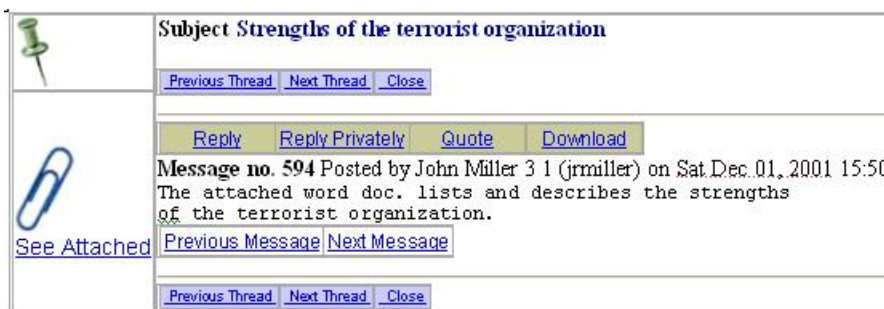 Subject Strengths of the terrorist organization
Previous Thread Next Thread Close
Reply Reply Privately Quote Download
Message no. 594 Posted by John Miller 3 1 (jrmiller) on Sat Dec 01, 2001 15:50
The attached word doc. lists and describes the strengths
of the terrorist organization.
See Attached Previous Message Next Message
Previous Thread Next Thread Close